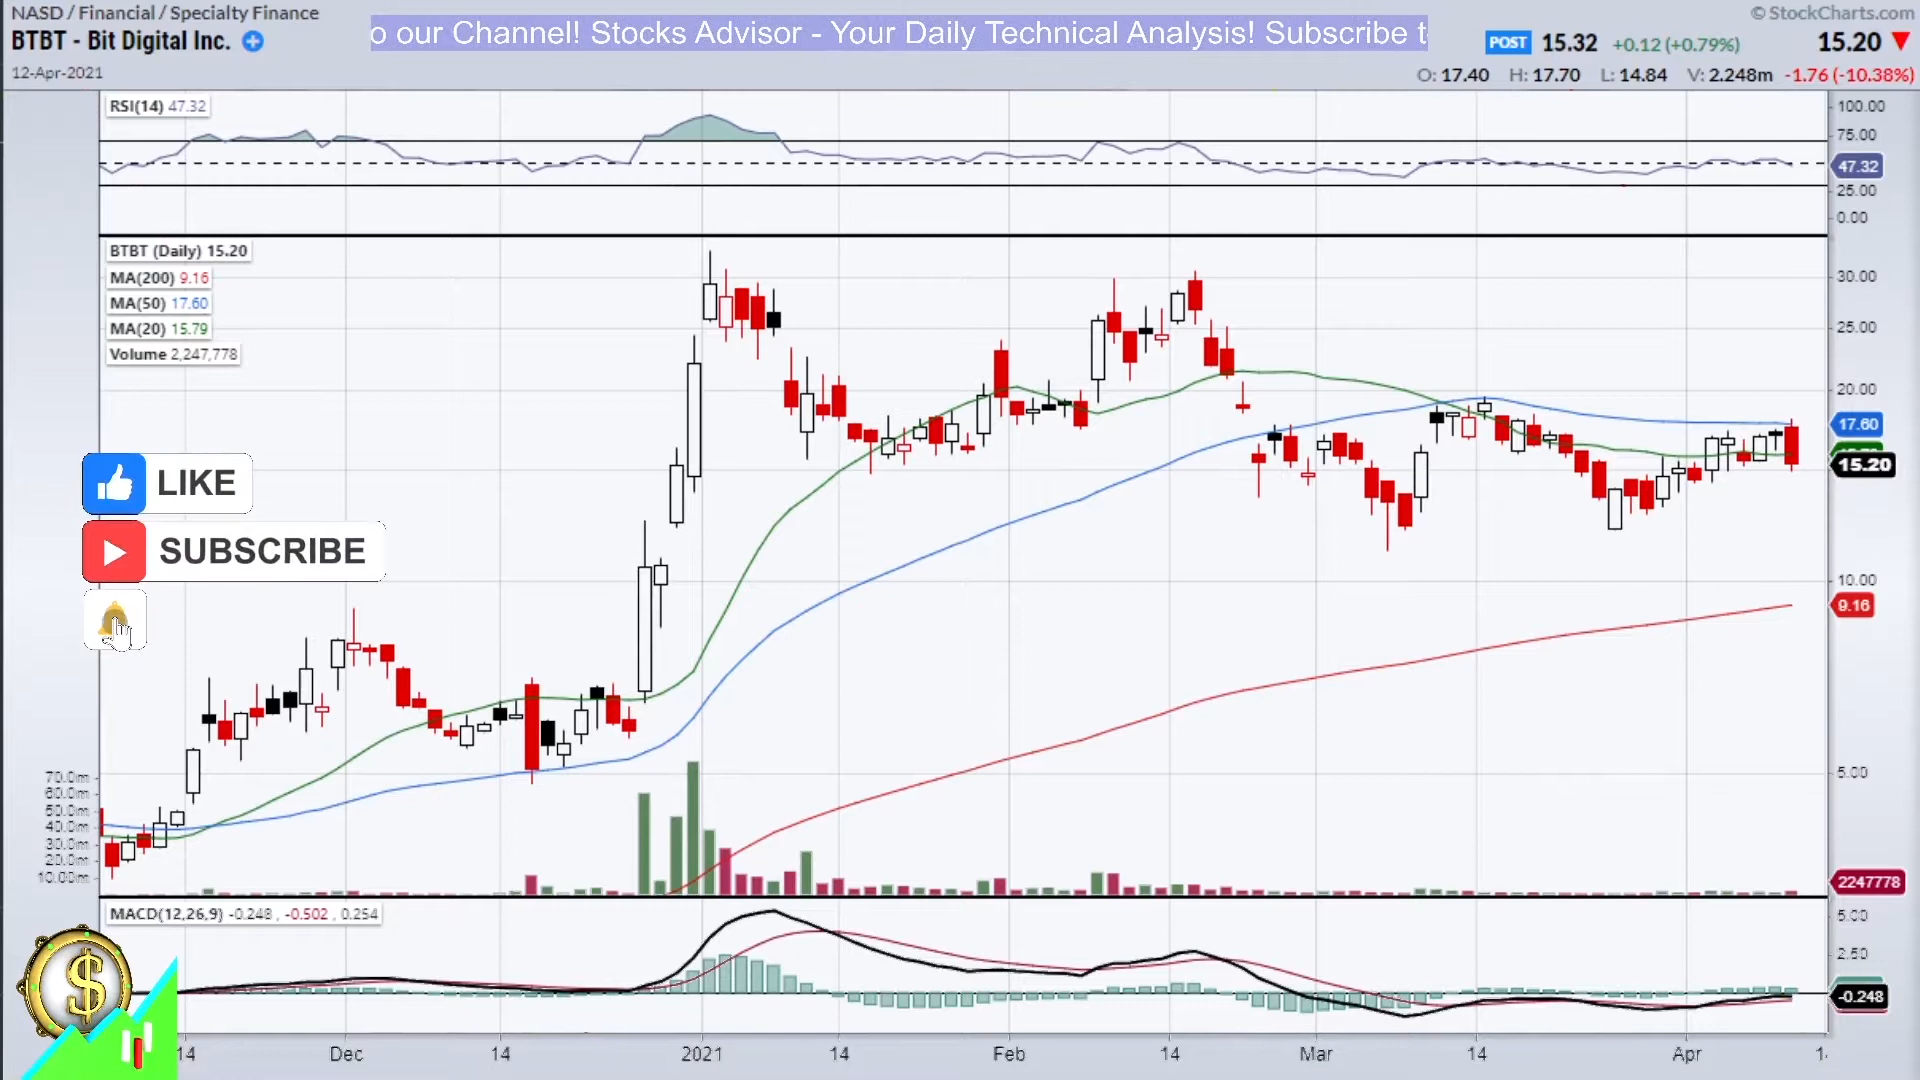 NASD / Financial / Specialty Finance
© StockCharts.com
BTBT - Bit Digital Inc.
o our Channel! Stocks Advisor - Your Daily Technical Analysis! Subscribe t
POST 15.32 +0.12 (+0.79%) 15.20
12-Apr-2021
O: 17.40 H: 17.70 L: 14.84 V: 2.248m -1.76 (-10.38%)
RSI(14) 47.32
100.00
75.00
47.32
25.00
0.00
BTBT (Daily) 15.20
MA(200) 9.16
MA(50) 17.60
MA(20) 15.79
Volume 2,247,778
30.00
25.00
20.00
17.60
15.20
10.00
9.16
5.00
LIKE
SUBSCRIBE
70.0m
60.0m
50.0m
40.0m
30.0m
20.0m
10.00m
2247778
MACD(12,26,9) -0.248, -0.502, 0.254
5.00
2.50
-0.248
$
14 Dec 14 2021 14 Feb 14 Mar 14 Apr 1